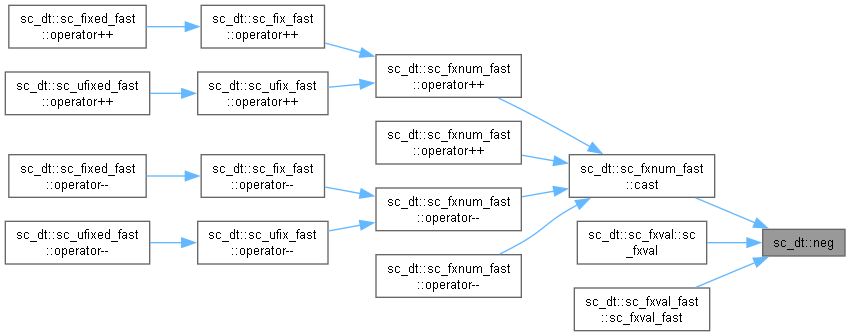 sc_dt::sc_fixed_fast
::operator++
sc_dt::sc_fix_fast
::operator++
sc_dt::sc_fxnum_fast
::operator++
sc_dt::sc_ufixed_fast
::operator++
sc_dt::sc_ufix_fast
::operator++
sc_dt::sc_fxnum_fast
::operator++
sc_dt::sc_fixed_fast
::operator--
sc_dt::sc_fix_fast
::operator--
sc_dt::sc_fxnum_fast
::cast
sc_dt::sc_fxnum_fast
::operator--
sc_dt::sc_ufixed_fast
::operator--
sc_dt::sc_ufix_fast
::operator--
sc_dt::sc_fxval::sc
_fxval
sc_dt::neg
sc_dt::sc_fxnum_fast
::operator--
sc_dt::sc_fxval_fast
::sc_fxval_fast